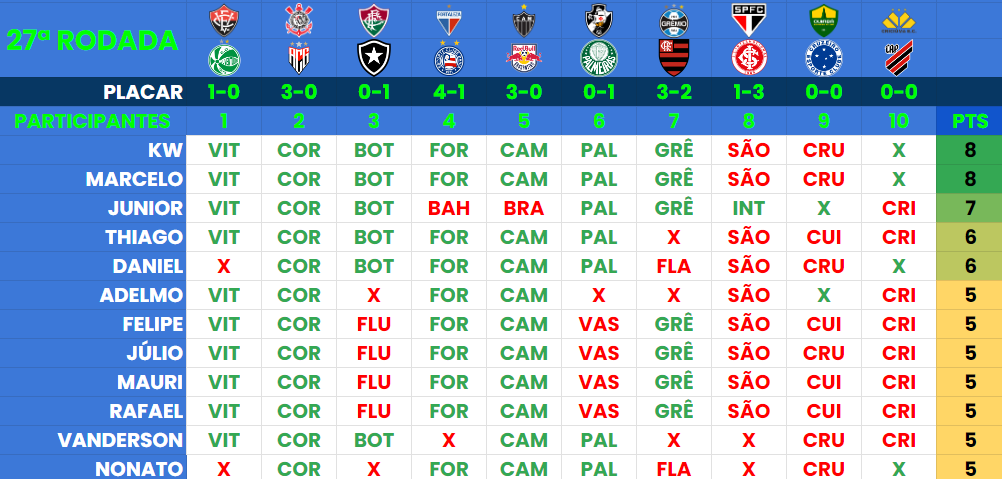 FORTALEZA CAM GRÊMIO SPFC CUIABÁ
27ª RODADA
RedBull PALMEIRAS CAP
PLACAR 1-0 3-0 0-1 4-1 3-0 0-1 3-2 1-3 0-0 0-0
PARTICIPANTES 1 2 3 4 5 6 7 8 9 10 PTS
KW VIT COR BOT FOR CAM PAL GRÊ SÃO CRU X 8
MARCELO VIT COR BOT FOR CAM PAL GRÊ SÃO CRU X 8
JUNIOR VIT COR BOT BAH BRA PAL GRÊ INT X CRI 7
THIAGO VIT COR BOT FOR CAM PAL X SÃO CUI CRI 6
DANIEL X COR BOT FOR CAM PAL FLA SÃO CRU X 6
ADELMO VIT COR X FOR CAM X X SÃO X CRI 5
FELIPE VIT COR FLU FOR CAM VAS GRÊ SÃO CUI CRI 5
JÚLIO VIT COR FLU FOR CAM VAS GRÊ SÃO CRU CRI 5
MAURI VIT COR FLU FOR CAM VAS GRÊ SÃO CUI CRI 5
RAFAEL VIT COR FLU FOR CAM VAS GRÊ SÃO CUI CRI 5
VANDERSON VIT COR BOT X CAM PAL X X CRU CRI 5
NONATO X COR X FOR CAM PAL FLA X CRU X 5